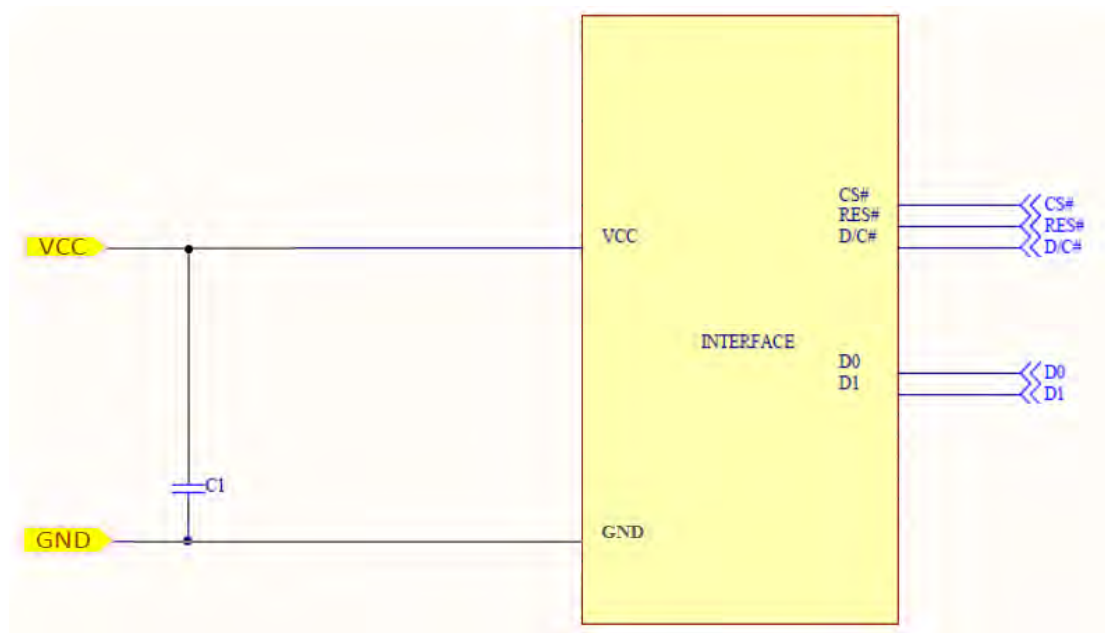 CS#
CS#
RES#
RES#
VCC
VCC
D/C#
D/C#
INTERFACE
D0
D0
D1
D1
C1
GND
GND